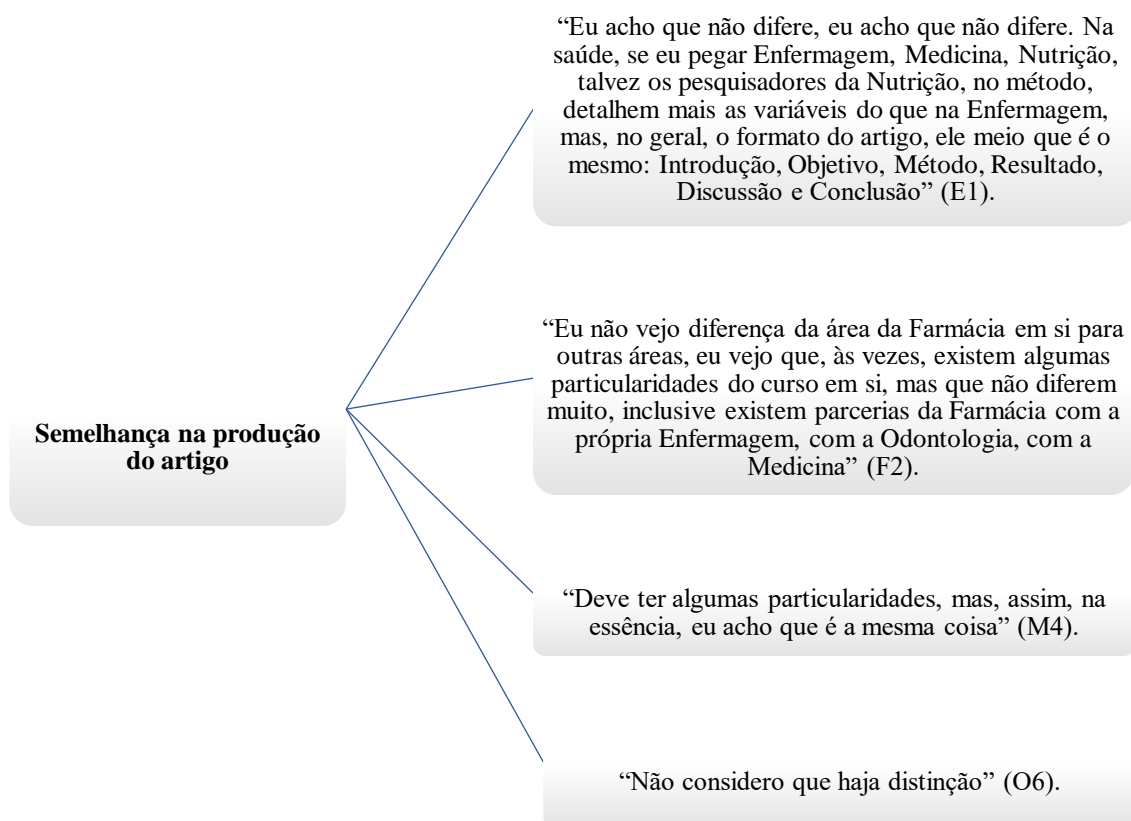 “Eu acho que não difere, eu acho que não difere. Na
saúde, se eu pegar Enfermagem, Medicina, Nutrição,
talvez os pesquisadores da Nutrição, no método,
detalhem mais as variáveis do que na Enfermagem,
mas, no geral, o formato do artigo, ele meio que é o
mesmo: Introdução, Objetivo, Método, Resultado,
Discussão e Conclusão” (E1).
“Eu não vejo diferença da área da Farmácia em si para
outras áreas, eu vejo que, às vezes, existem algumas
particularidades do curso em si, mas que não diferem
muito, inclusive existem parcerias da Farmácia com a
própria Enfermagem, com a Odontologia, com a
Medicina” (F2).
Semelhança na produção
do artigo
“Deve ter algumas particularidades, mas, assim, na
essência, eu acho que é a mesma coisa” (M4).
“Não considero que haja distinção” (O6).